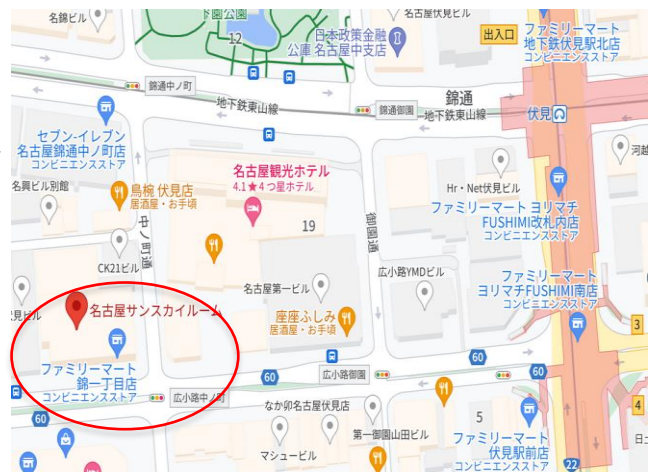 名錦ビル
下園公園
12
日本政策金融
公庫 名古屋中支店
名古屋伏見ビル
出入口
ファミリーマート
地下鉄伏見駅北店
コンビニエンスストア
錦通中ノ町
地下鉄東山線
錦通御園
錦通
地下鉄東山線
伏見
セブン-イレブン
名古屋錦通中ノ町店
コンビニエンスストア
名興ビル別館
鳥椀 伏見店
居酒屋・お手頃
名古屋観光ホテル
4.1★4 つ星ホテル
19
中ノ町通
御園通
Hr・Net伏見ビル
河越
ファミリーマート ヨリマチ
FUSHIMI改札内店
コンビニエンスストア
CK21ビル
名古屋第一ビル
広小路YMDビル
ファミリーマート
ヨリマチFUSHIMI南店
コンビニエンスストア
伏見ビル
名古屋サンスカイルーム
座座ふしみ
居酒屋・お手頃
3
ファミリーマート
錦一丁目店
コンビニエンスストア
60
広小路御園
60
60
広小路中ノ町
60
なか卯名古屋伏見店
マシュービル
第一御園山田ビル
5
4
ファミリーマート
伏見駅前店
コンビニエンスストア
日土
22